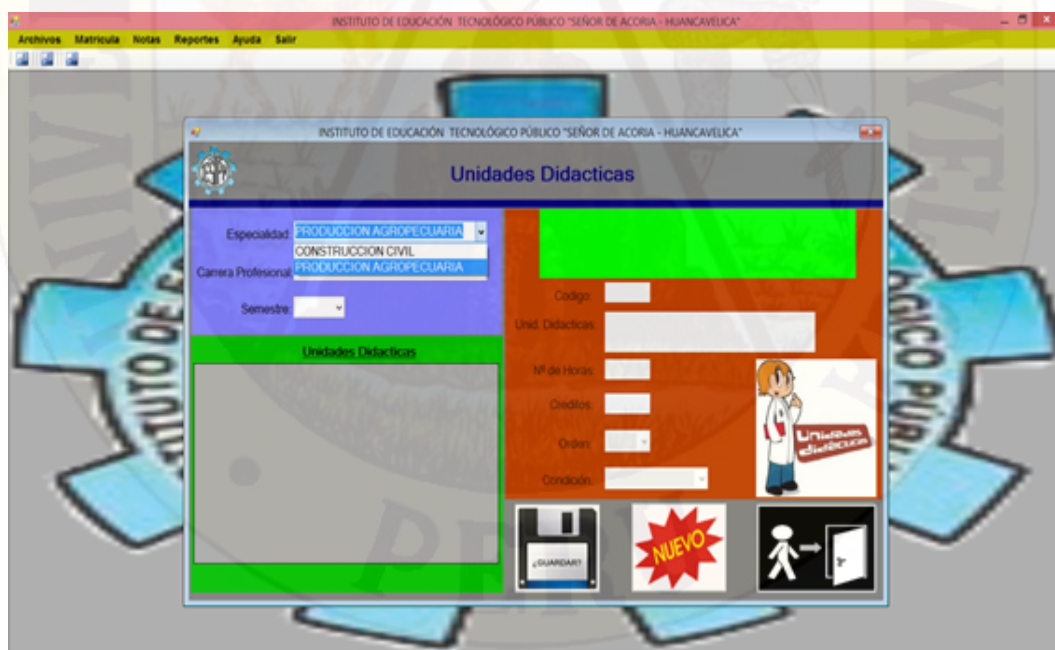 INSTITUTO DE EDUCACIÓN TECNOLÓGICO PÚBLICO "SEÑOR DE ACORIA - HUANCAVELICA"
Archivos Matricula Notas Reportes Ayuda Salir
INSTITUTO DE EDUCACIÓN TECNOLÓGICO PÚBLICO "SEÑOR DE ACORIA - HUANCAVELICA"
Unidades Didacticas
Especialidad: PRODUCCION AGROPECUARIA
CONSTRUCCION CIVIL
PRODUCCION AGROPECUARIA
Carrera Profesional:
Semestre:
Unidades Didacticas
Codigo:
Unid. Didacticas:
Nº de Horas:
Creditos:
Orden:
Condición:
Unidades
didácticas
¿GUARDAR?
NUEVO
PERU